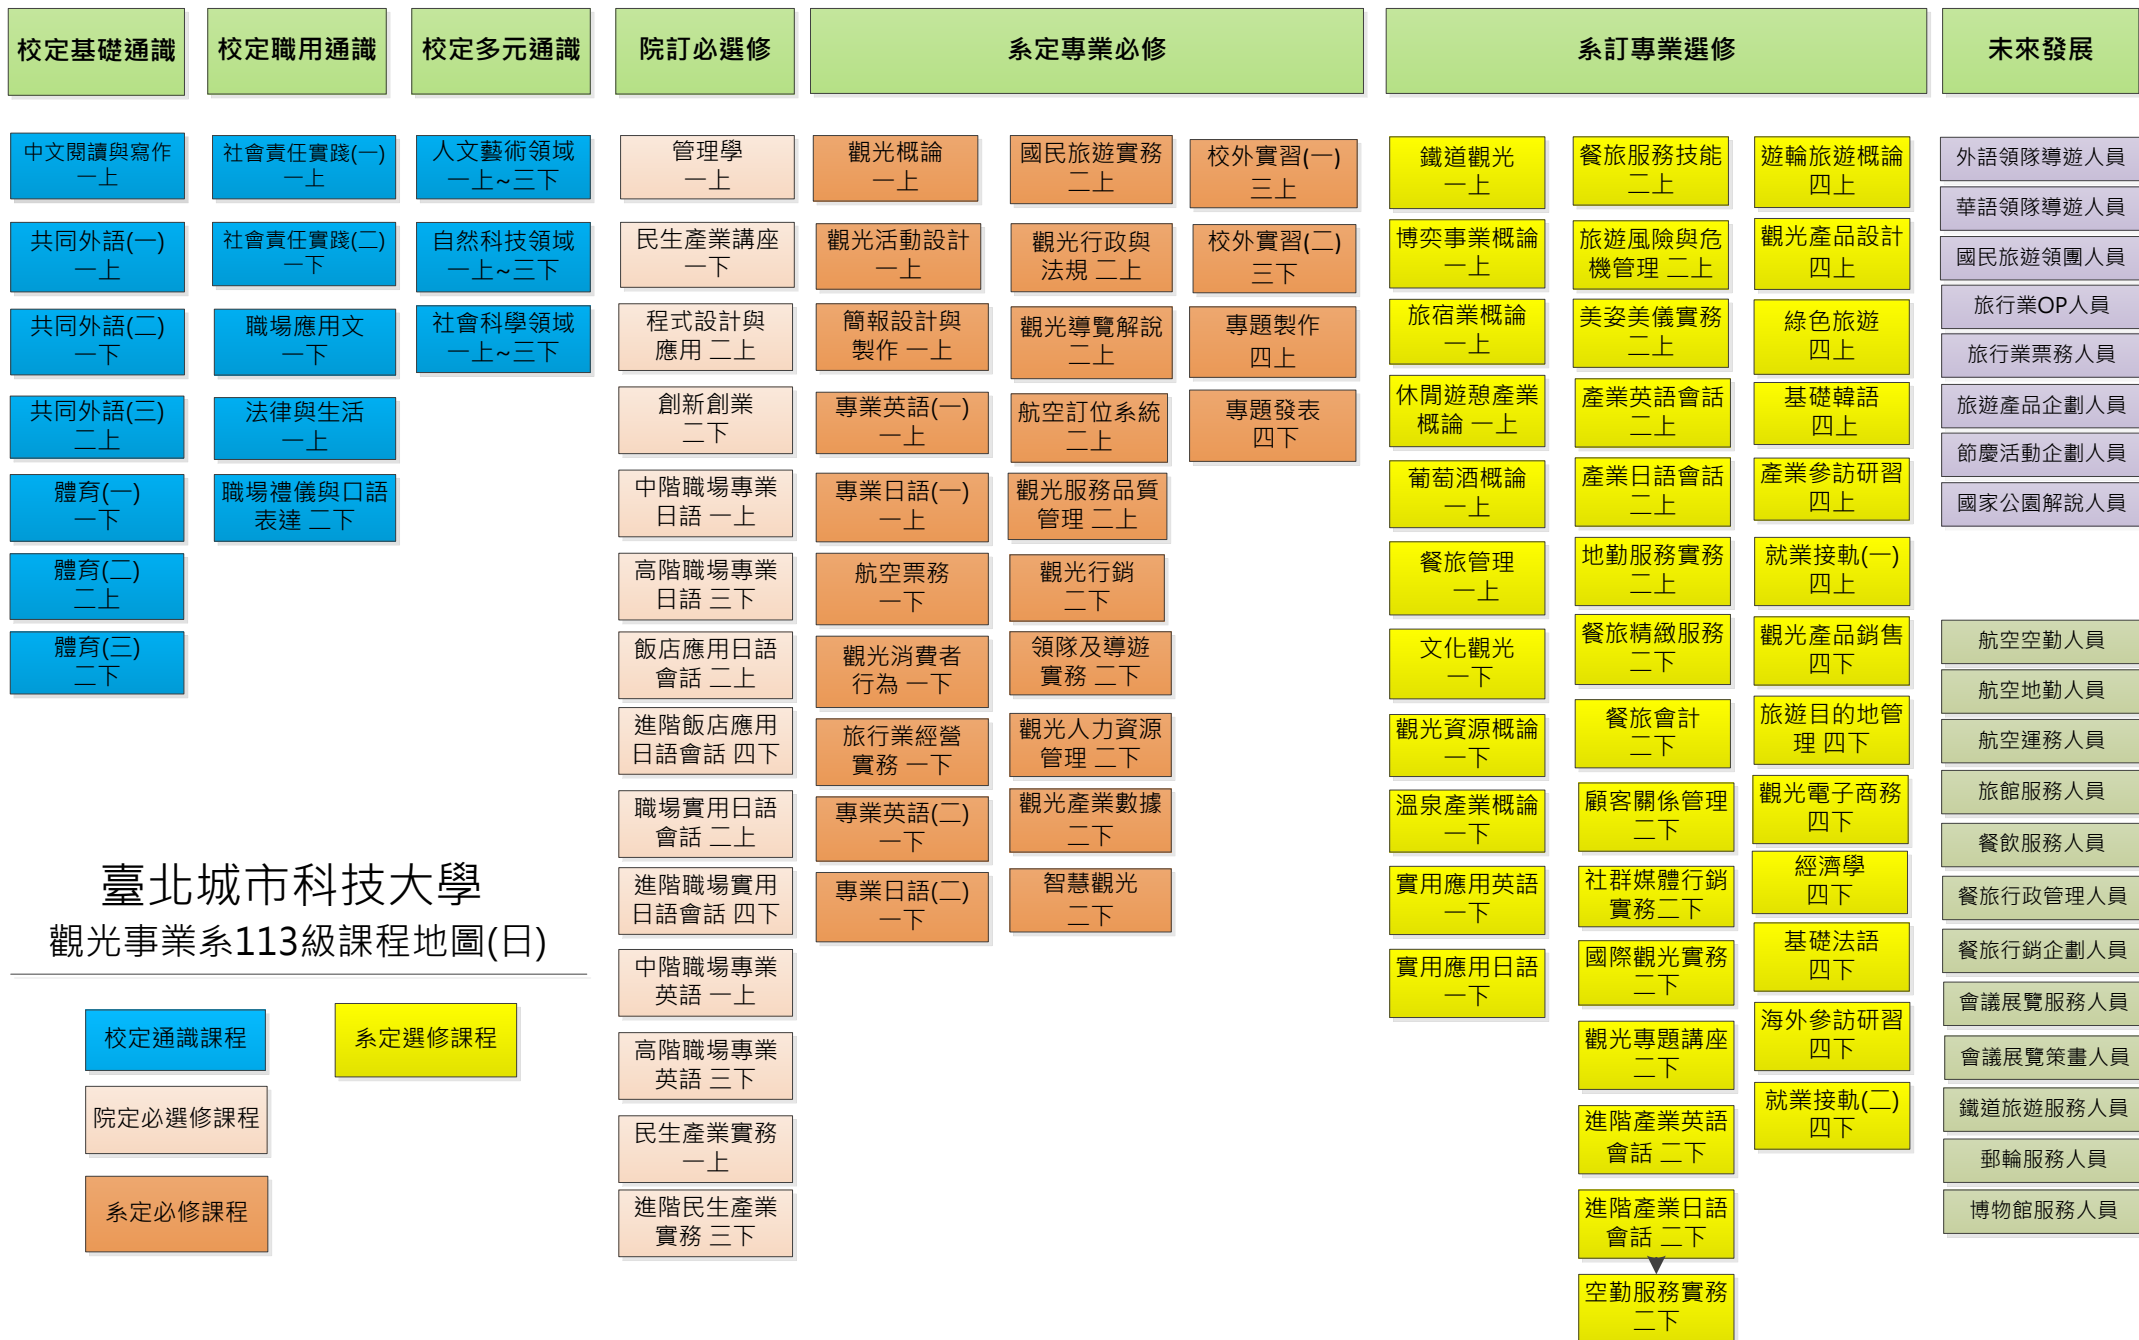 校定基礎通識
校定職用通識
校定多元通識
院訂必選修
系定專業必修
系訂專業選修
未來發展
中文閱讀與寫作
一上
共同外語(一)
一上
共同外語(二)
一下
共同外語(三)
二上
體育(一)
一下
體育(二)
二上
體育(三)
二下
社會責任實踐(一)
一上
社會責任實踐(二)
一下
職場應用文
一下
法律與生活
一上
職場禮儀與口語
表達 二下
人文藝術領域
一上~三下
自然科技領域
一上~三下
社會科學領域
一上~三下
管理學
一上
民生產業講座
一下
程式設計與
應用 二上
創新創業
二下
中階職場專業
日語 一上
高階職場專業
日語 三下
飯店應用日語
會話 二上
進階飯店應用
日語會話 四下
職場實用日語
會話 二上
進階職場實用
日語會話 四下
中階職場專業
英語 一上
高階職場專業
英語 三下
民生產業實務
一上
進階民生產業
實務 三下
觀光概論
一上
觀光活動設計
一上
簡報設計與
製作 一上
專業英語(一)
一上
專業日語(一)
一上
航空票務
一下
觀光消費者
行為 一下
旅行業經營
實務 一下
專業英語(二)
一下
專業日語(二)
一下
國民旅遊實務
二上
觀光行政與
法規 二上
觀光導覽解說
二上
航空訂位系統
二上
觀光服務品質
管理 二上
觀光行銷
二下
領隊及導遊
實務 二下
觀光人力資源
管理 二下
觀光產業數據
二下
智慧觀光
二下
校外實習(一)
三上
校外實習(二)
三下
專題製作
四上
專題發表
四下
鐵道觀光
一上
博奕事業概論
一上
旅宿業概論
一上
休閒遊憩產業
概論 一上
葡萄酒概論
一上
餐旅管理
一上
文化觀光
一下
觀光資源概論
一下
溫泉產業概論
一下
實用應用英語
一下
實用應用日語
一下
餐旅服務技能
二上
旅遊風險與危
機管理 二上
美姿美儀實務
二上
產業英語會話
二上
產業日語會話
二上
地勤服務實務
二上
餐旅精緻服務
二下
餐旅會計
二下
顧客關係管理
二下
社群媒體行銷
實務二下
國際觀光實務
二下
觀光專題講座
二下
進階產業英語
會話 二下
進階產業日語
會話 二下
空勤服務實務
二下
遊輪旅遊概論
四上
觀光產品設計
四上
綠色旅遊
四上
基礎韓語
四上
產業參訪研習
四上
就業接軌(一)
四上
觀光產品銷售
四下
旅遊目的地管
理 四下
觀光電子商務
四下
經濟學
四下
基礎法語
四下
海外參訪研習
四下
就業接軌(二)
四下
外語領隊導遊人員
華語領隊導遊人員
國民旅遊領團人員
旅行業OP人員
旅行業票務人員
旅遊產品企劃人員
節慶活動企劃人員
國家公園解說人員
航空空勤人員
航空地勤人員
航空運務人員
旅館服務人員
餐飲服務人員
餐旅行政管理人員
餐旅行銷企劃人員
會議展覽服務人員
會議展覽策畫人員
鐵道旅遊服務人員
郵輪服務人員
博物館服務人員
臺北城市科技大學
觀光事業系113級課程地圖(日)
校定通識課程
系定選修課程
院定必選修課程
系定必修課程